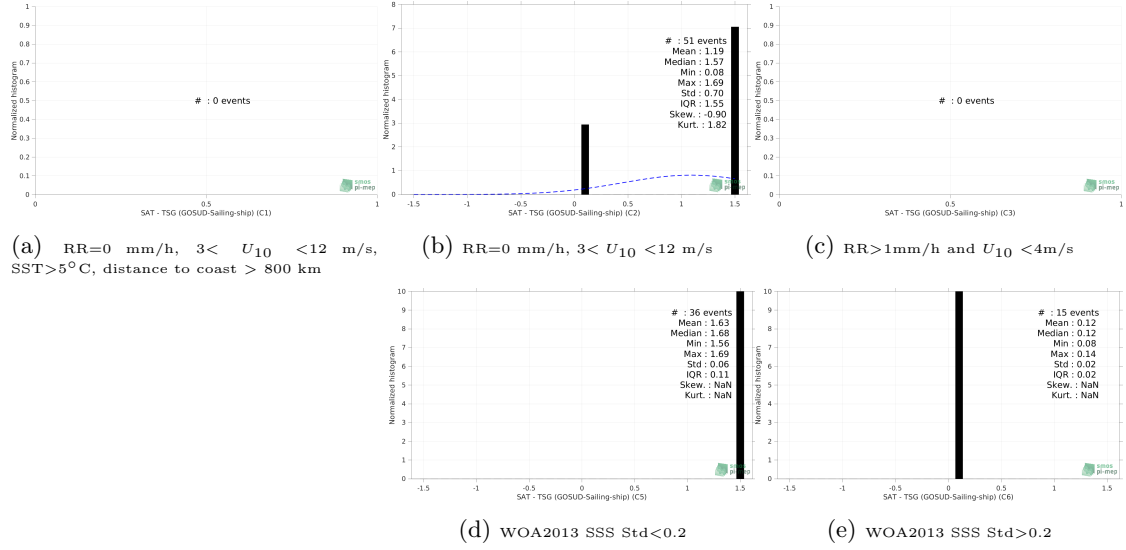 1
0.9
0.8
0.7
0.6
0.5
0.4
0.3
0.2
0.1
0
Normalized histogram
# : 0 events
smos
pi-mep
0 0.5 1
SAT - TSG (GOSUD-Sailing-ship) (C1)
(a) RR=0 mm/h, 3< U10 <12 m/s,
SST>5°C, distance to coast > 800 km
8
7
6
5
4
3
2
1
0
Normalized histogram
# : 51 events
Mean : 1.19
Median : 1.57
Min : 0.08
Max : 1.69
Std : 0.70
IQR : 1.55
Skew. : -0.90
Kurt. : 1.82
smos
pi-mep
-1.5 -1 -0.5 0 0.5 1 1.5
SAT - TSG (GOSUD-Sailing-ship) (C2)
(b) RR=0 mm/h, 3< U10 <12 m/s
1
0.9
0.8
0.7
0.6
0.5
0.4
0.3
0.2
0.1
0
Normalized histogram
# : 0 events
smos
pi-mep
0 0.5 1
SAT - TSG (GOSUD-Sailing-ship) (C3)
(c) RR>1mm/h and U10 <4m/s
10
9
8
7
6
5
4
3
2
1
0
Normalized histogram
# : 36 events
Mean : 1.63
Median : 1.68
Min : 1.56
Max : 1.69
Std : 0.06
IQR : 0.11
Skew. : NaN
Kurt. : NaN
smos
pi-mep
-1.5 -1 -0.5 0 0.5 1 1.5
SAT - TSG (GOSUD-Sailing-ship) (C5)
(d) WOA2013 SSS Std<0.2
10
9
8
7
6
5
4
3
2
1
0
Normalized histogram
# : 15 events
Mean : 0.12
Median : 0.12
Min : 0.08
Max : 0.14
Std : 0.02
IQR : 0.02
Skew. : NaN
Kurt. : NaN
smos
pi-mep
-1.5 -1 -0.5 0 0.5 1 1.5
SAT - TSG (GOSUD-Sailing-ship) (C6)
(e) WOA2013 SSS Std>0.2